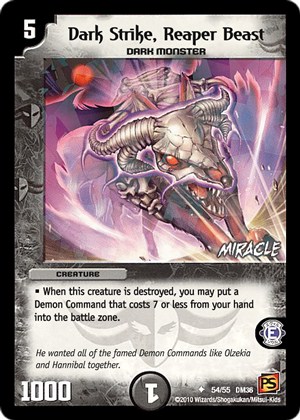 5
Dark Strike, Reaper Beast
DARK MONSTER
MIRACLE
CREATURE
▪ When this creature is destroyed, you may put a
Demon Command that costs 7 or less from your hand
into the battle zone.
He wanted all of the famed Demon Commands like Olzekia
and Hannibal together.
1000
1
54/55 DM36
PS
©2010 Wizards/Shogakukan/Mitsui-Kids